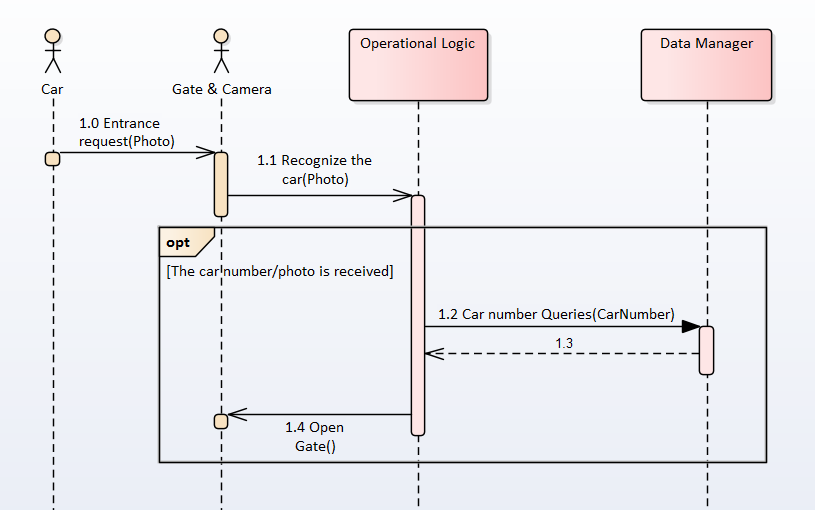 Car
Gate & Camera
Operational Logic
Data Manager
1.0 Entrance
request(Photo)
1.1 Recognize the
car(Photo)
opt
[The car number/photo is received]
1.2 Car number Queries(CarNumber)
1.3
1.4 Open
Gate()